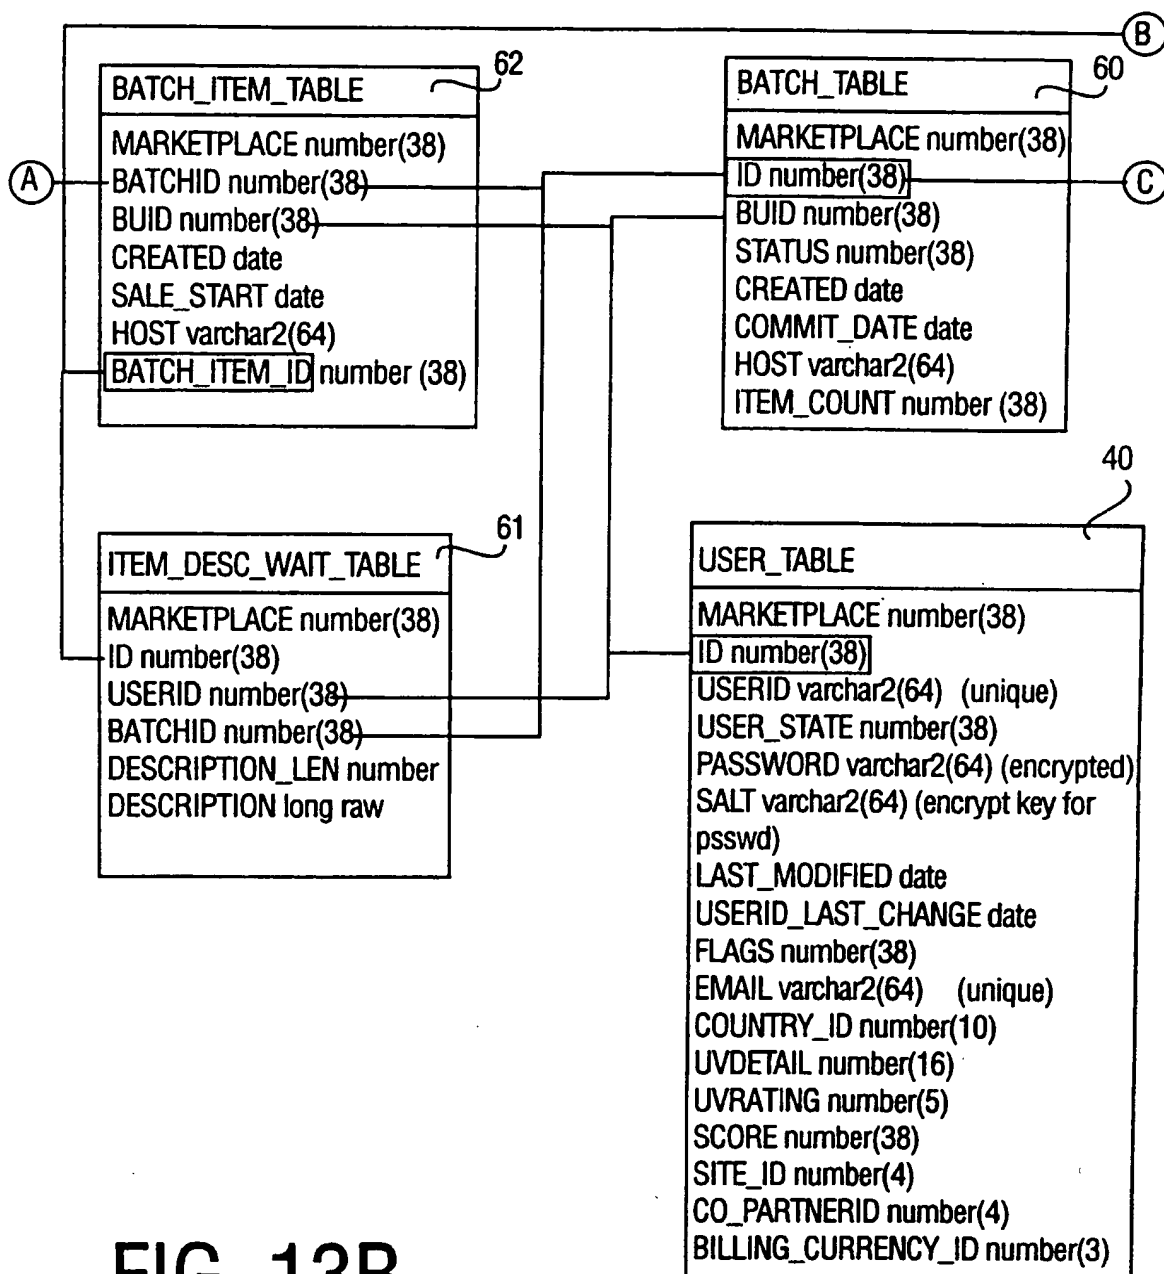 B
62
BATCH_ITEM_TABLE
MARKETPLACE number(38)
A
BATCHID number(38)
BUID number(38)
CREATED date
SALE_START date
HOST varchar2(64)
BATCH_ITEM_ID number (38)
60
BATCH_TABLE
MARKETPLACE number(38)
ID number(38)
C
BUID number(38)
STATUS number(38)
CREATED date
COMMIT_DATE date
HOST varchar2(64)
ITEM_COUNT number (38)
61
ITEM_DESC_WAIT_TABLE
MARKETPLACE number(38)
ID number(38)
USERID number(38)
BATCHID number(38)
DESCRIPTION_LEN number
DESCRIPTION long raw
40
USER_TABLE
MARKETPLACE number(38)
ID number(38)
USERID varchar2(64) (unique)
USER_STATE number(38)
PASSWORD varchar2(64) (encrypted)
SALT varchar2(64) (encrypt key for
psswd)
LAST_MODIFIED date
USERID_LAST_CHANGE date
FLAGS number(38)
EMAIL varchar2(64) (unique)
COUNTRY_ID number(10)
UVDETAIL number(16)
UVRATING number(5)
SCORE number(38)
SITE_ID number(4)
CO_PARTNERID number(4)
BILLING_CURRENCY_ID number(3)
FIG. 13B